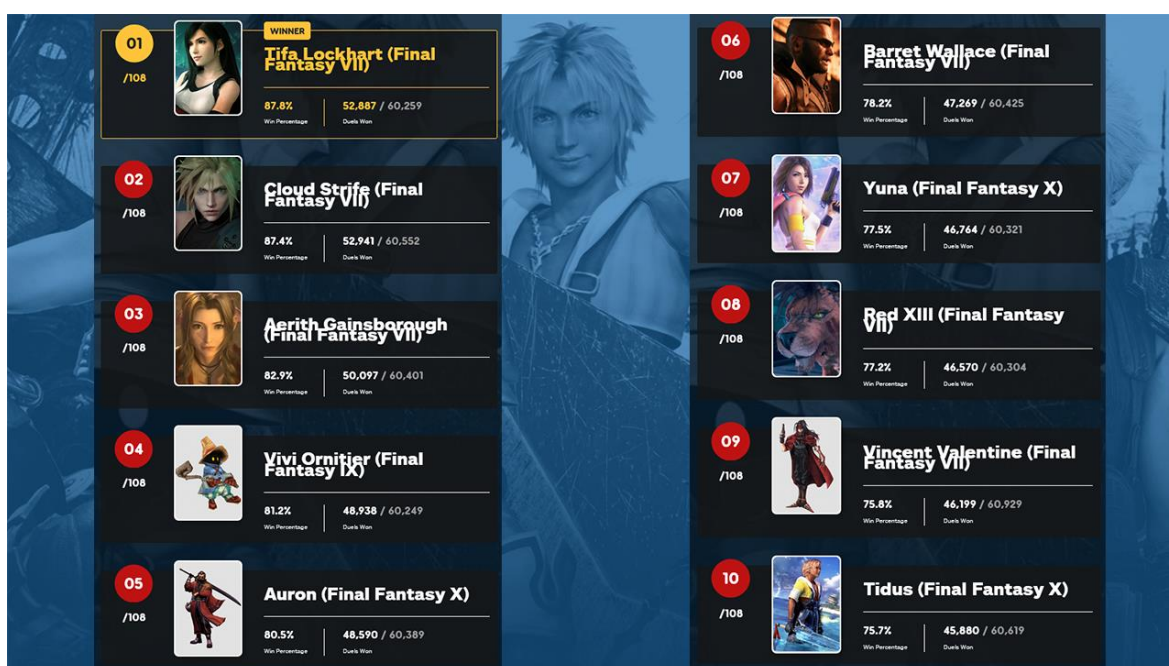 01
/108
WINNER
Tifa Lockhart (Final
Fantasy VII)
87.8%
52,887 / 60,259
Win Percentage
Duels Won
02
/108
Cloud Strife (Final
Fantasy VII)
87.4%
52,941 / 60,552
Win Percentage
Duels Won
03
/108
Aerith Gainsborough
(Final Fantasy VII)
82.9%
50,097 / 60,401
Win Percentage
Duels Won
04
/108
Vivi Ornitier (Final
Fantasy IX)
81.2%
48,938 / 60,249
Win Percentage
Duels Won
05
/108
Auron (Final Fantasy X)
80.5%
48,590 / 60,389
Win Percentage
Duels Won
06
/108
Barret Wallace (Final
Fantasy VII)
78.2%
47,269 / 60,425
Win Percentage
Duels Won
07
/108
Yuna (Final Fantasy X)
77.5%
46,764 / 60,321
Win Percentage
Duels Won
08
/108
Red XIII (Final Fantasy
VII)
77.2%
46,570 / 60,304
Win Percentage
Duels Won
09
/108
Vincent Valentine (Final
Fantasy VII)
75.8%
46,199 / 60,929
Win Percentage
Duels Won
10
/108
Tidus (Final Fantasy X)
75.7%
45,880 / 60,619
Win Percentage
Duels Won